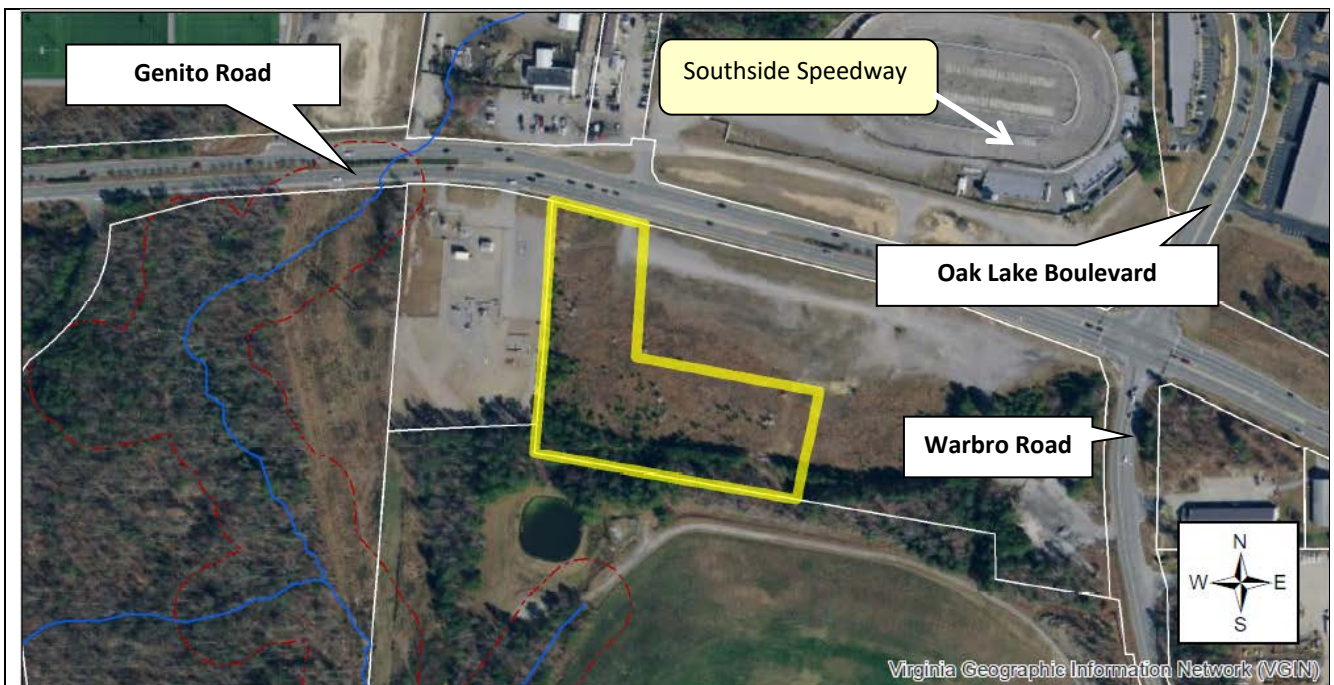 Genito Road
Southside Speedway
Oak Lake Boulevard
Warbro Road
N
W E
S
Virginia Geographic Information Network (VGIN)